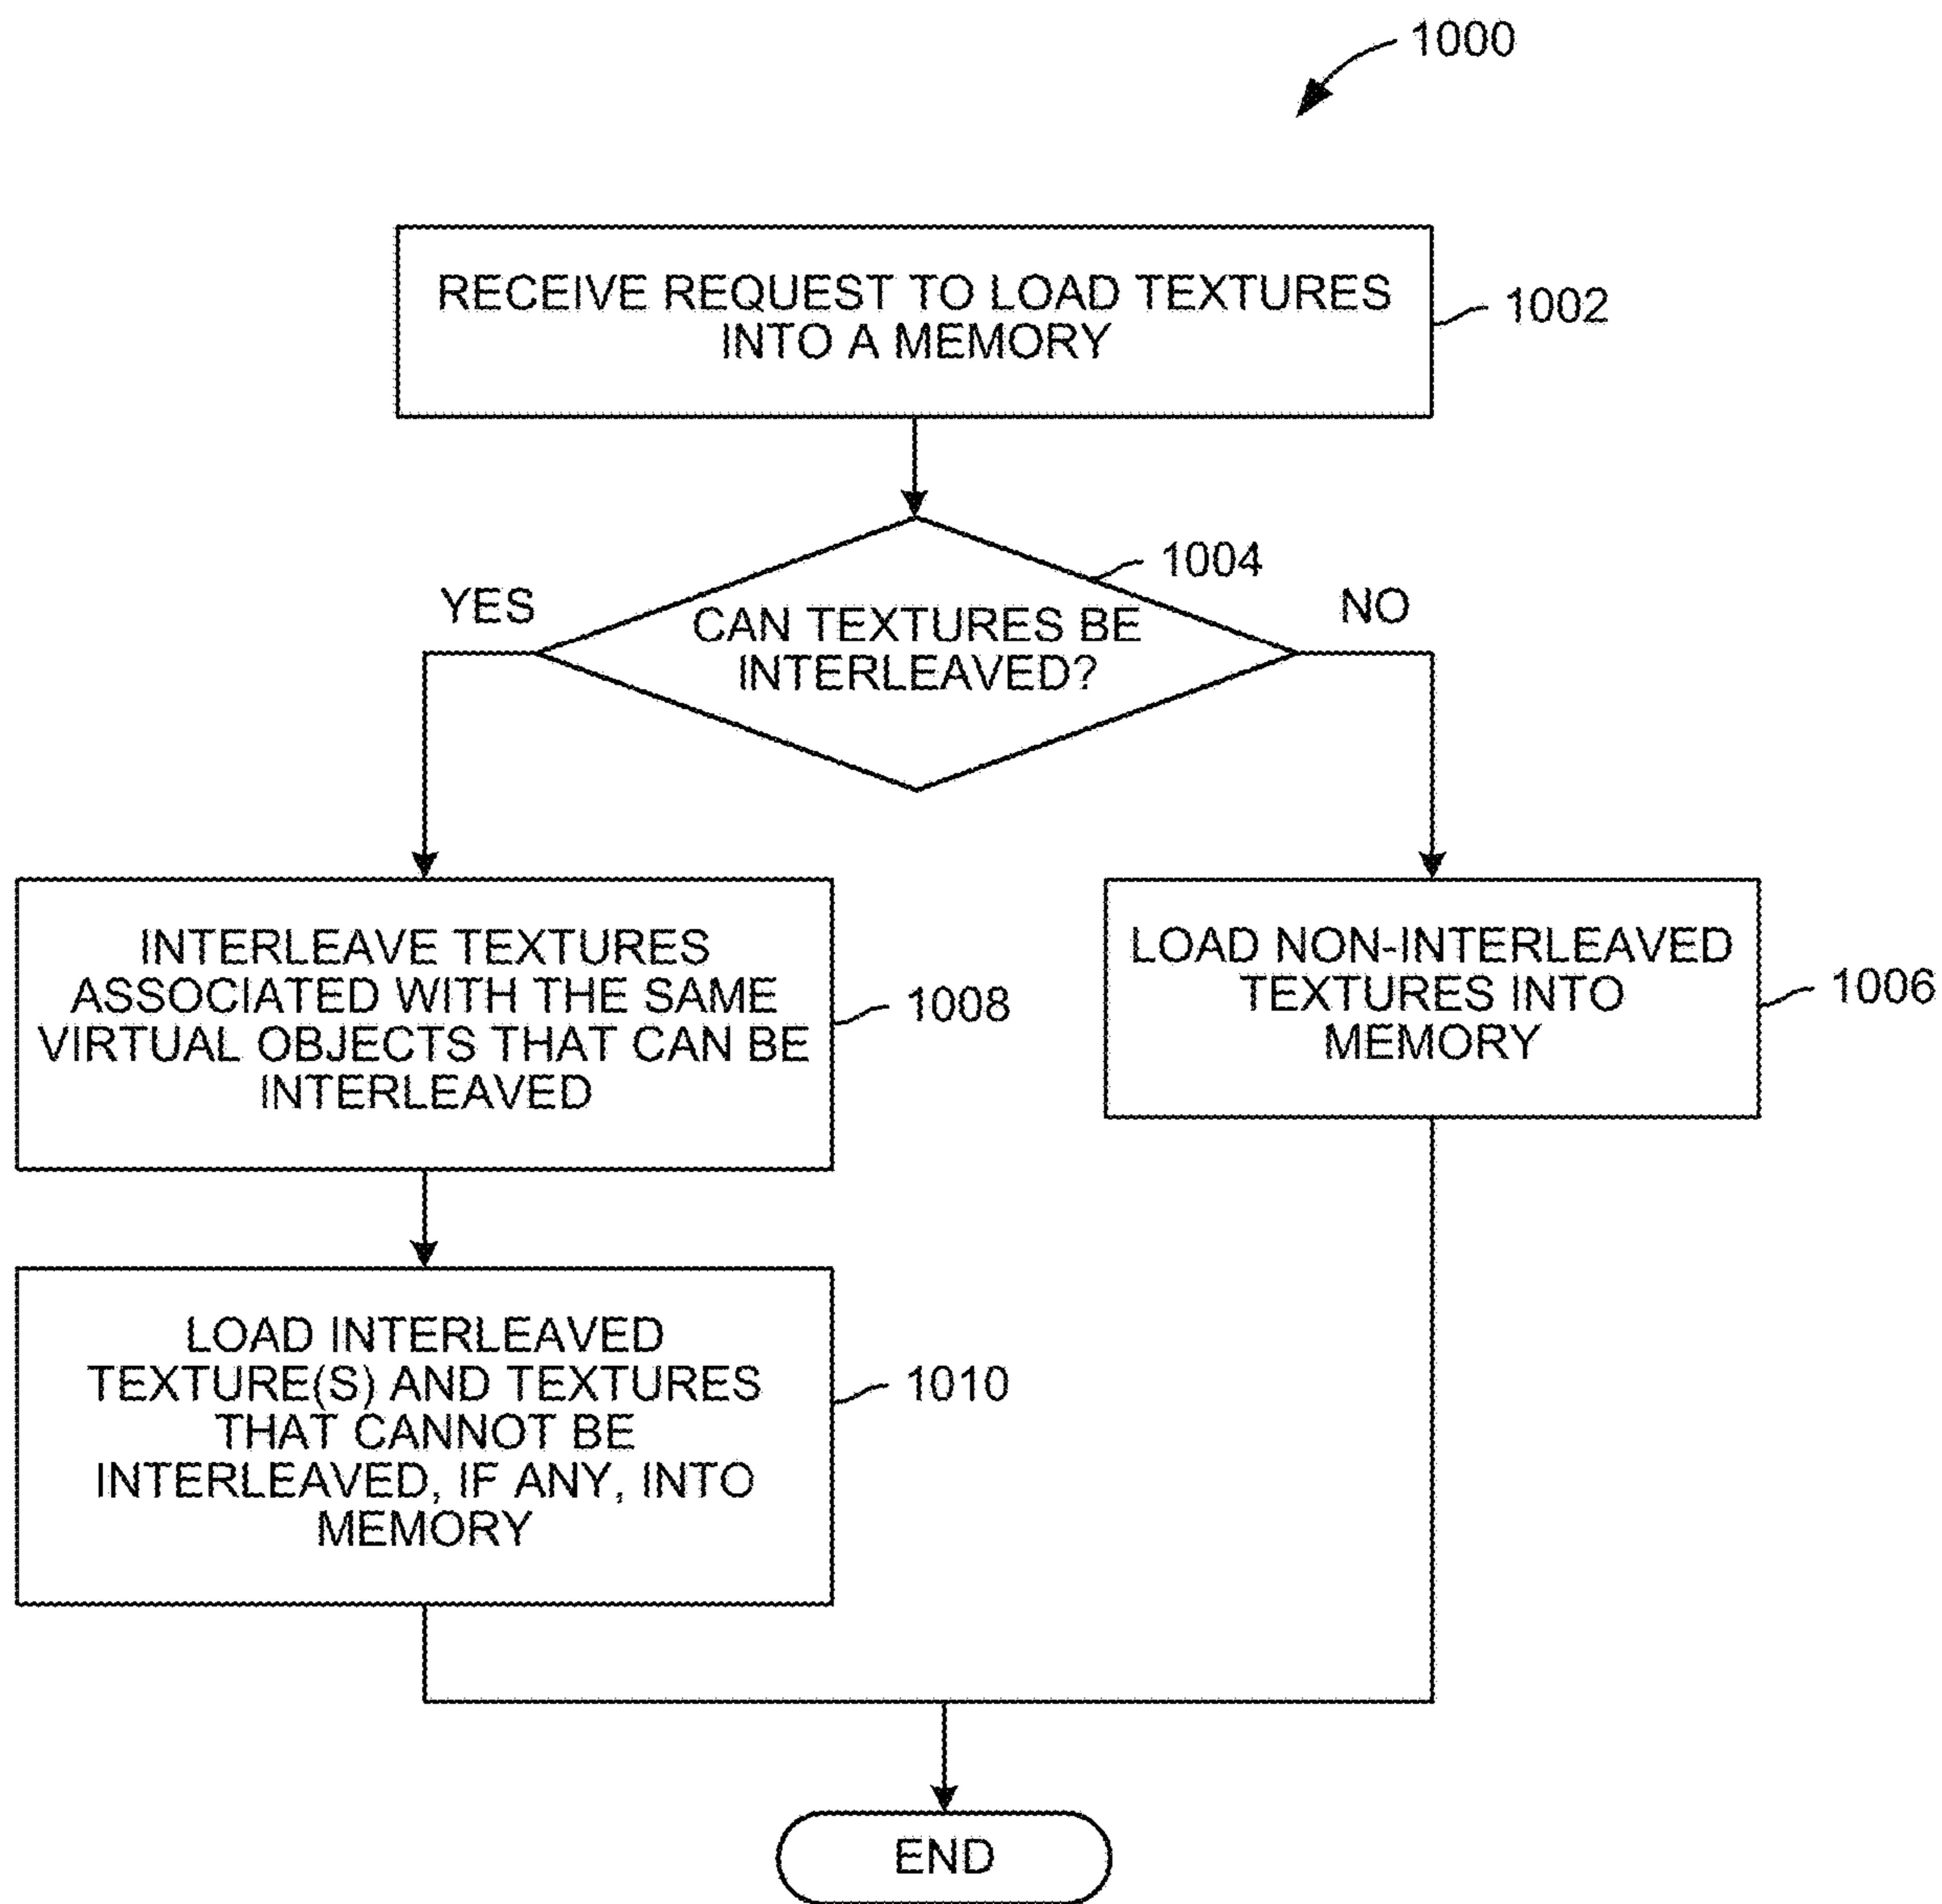 1000
RECEIVE REQUEST TO LOAD TEXTURES
INTO A MEMORY
1002
1004
YES
CAN TEXTURES BE
INTERLEAVED?
NO
INTERLEAVE TEXTURES
ASSOCIATED WITH THE SAME
VIRTUAL OBJECTS THAT CAN BE
INTERLEAVED
1008
LOAD NON-INTERLEAVED
TEXTURES INTO
MEMORY
1006
LOAD INTERLEAVED
TEXTURE(S) AND TEXTURES
THAT CANNOT BE
INTERLEAVED, IF ANY, INTO
MEMORY
1010
END